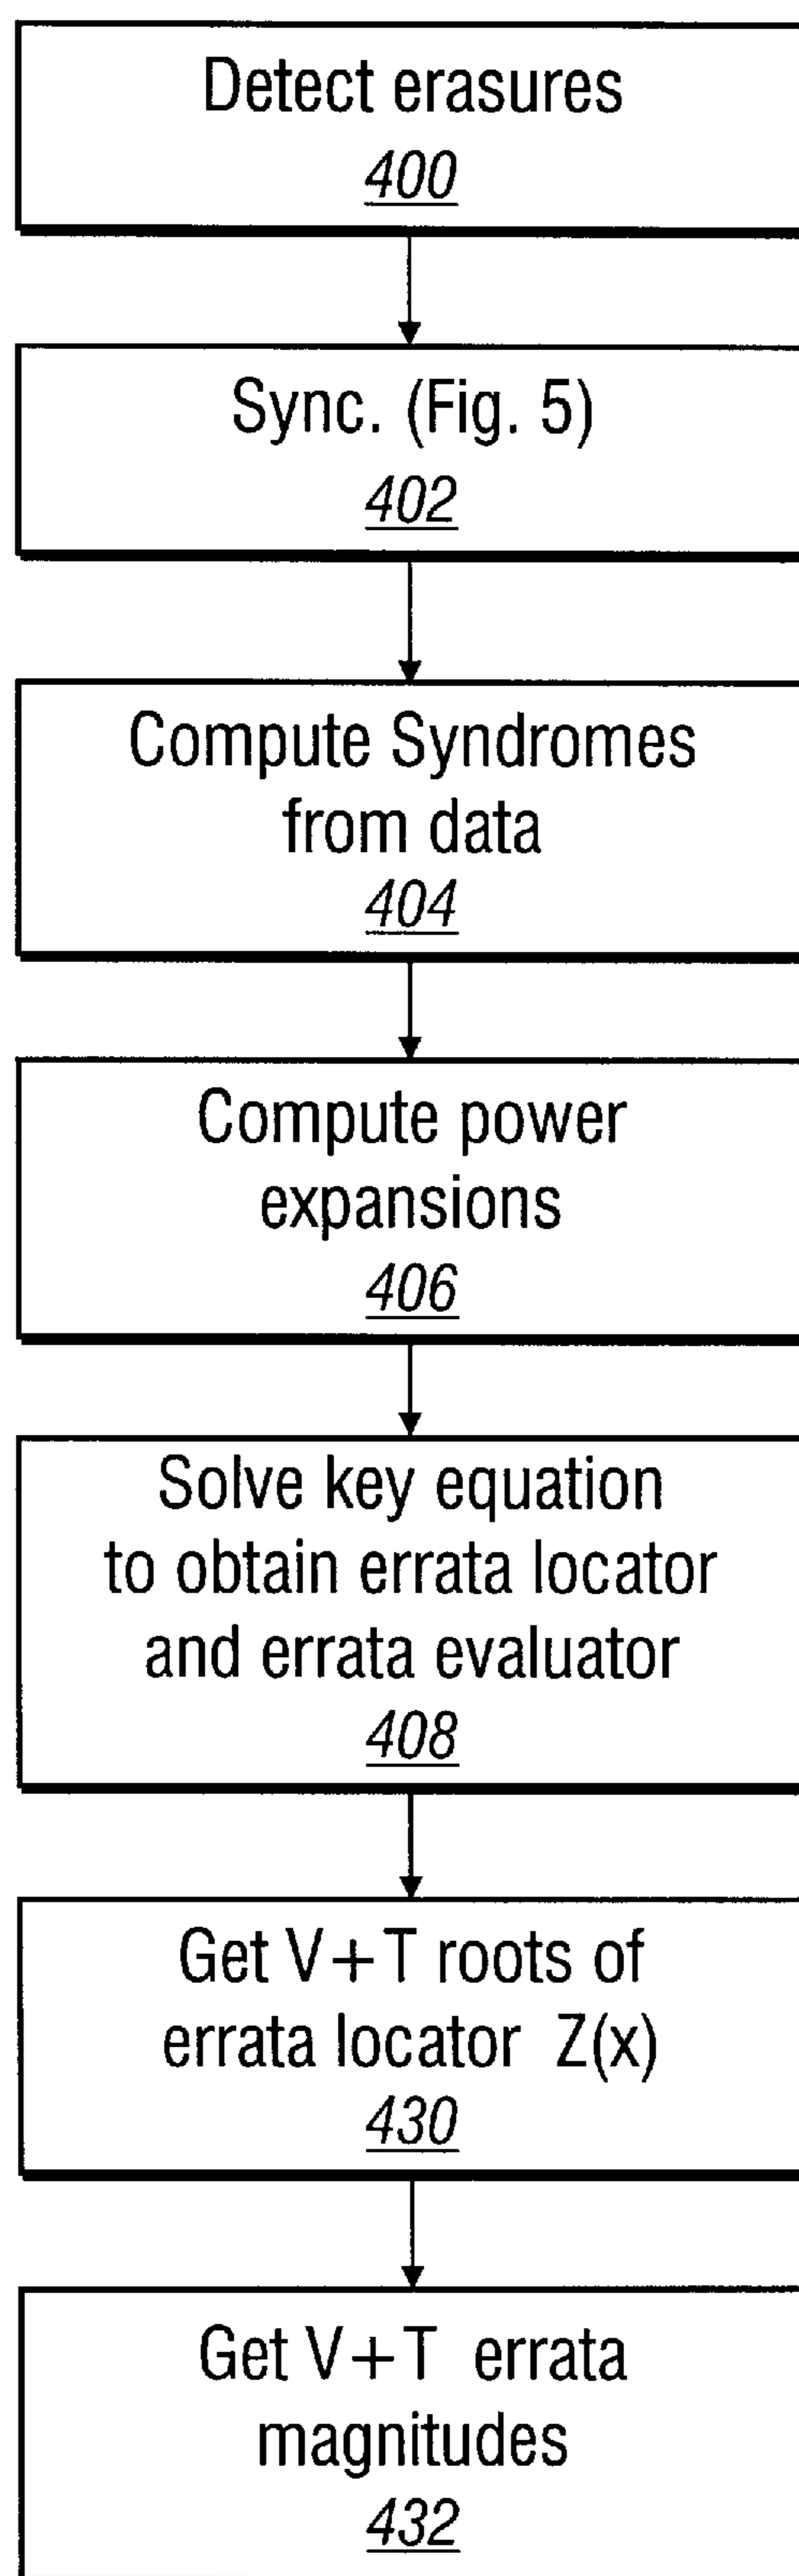 Detect erasures
400
Sync. (Fig. 5)
402
Compute Syndromes
from data
404
Compute power
expansions
406
Solve key equation
to obtain errata locator
and errata evaluator
408
Get V+T roots of
errata locator Z(x)
430
Get V+T errata
magnitudes
432